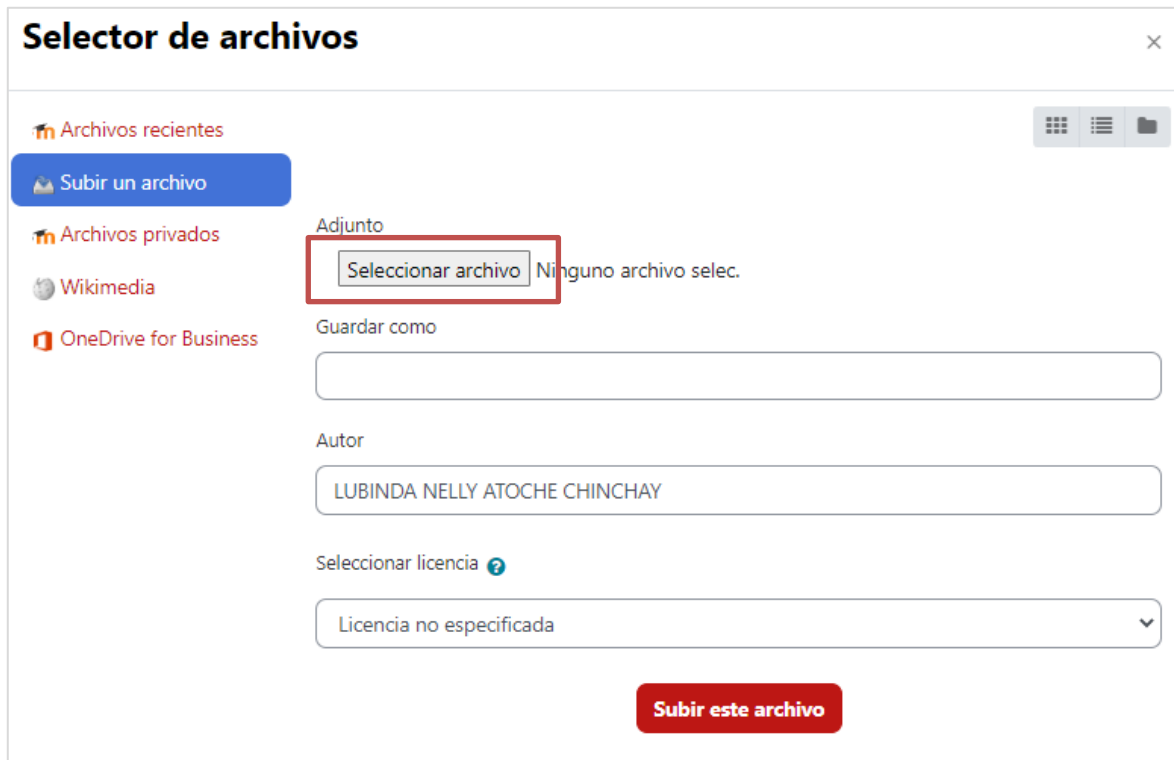 Selector de archivos
Archivos recientes
Subir un archivo
Archivos privados
Wikimedia
OneDrive for Business
Adjunto
Seleccionar archivo Ninguno archivo selec.
Guardar como
Autor
LUBINDA NELLY ATOCHE CHINCHAY
Seleccionar licencia
Licencia no especificada
Subir este archivo